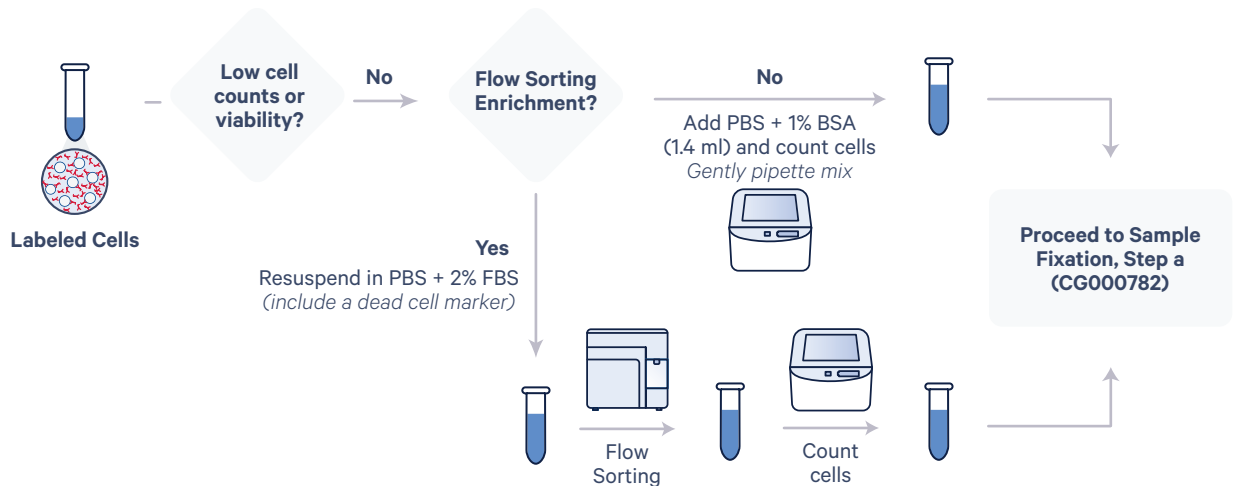 Labeled Cells
Low cell
counts or
viability?
No
Flow Sorting
Enrichment?
No
Add PBS + 1% BSA
(1.4 ml) and count cells
Gently pipette mix
Yes
Resuspend in PBS + 2% FBS
(include a dead cell marker)
Flow
Sorting
Count
cells
Proceed to Sample
Fixation, Step a
(CG000782)